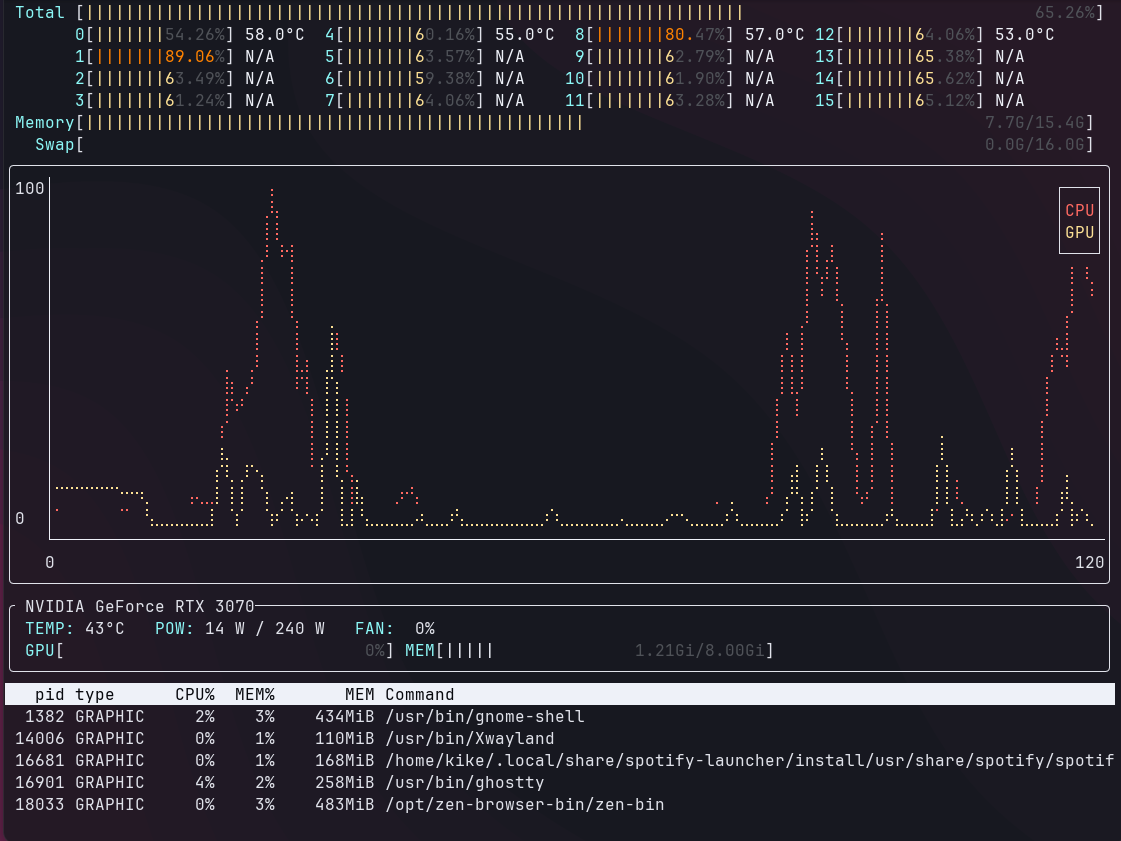 Total [|||||||||||||||||||||||||||||||||||||||||||||||||||||||||||||||||| 65.26%]
0[|||||||54.26%] 58.0°C 4[|||||||60.16%] 55.0°C 8[|||||||80.47%] 57.0°C 12[|||||||64.06%] 53.0°C
1[|||||||89.06%] N/A 5[|||||||63.57%] N/A 9[|||||||62.79%] N/A 13[|||||||65.38%] N/A
2[|||||||63.49%] N/A 6[|||||||59.38%] N/A 10[|||||||61.90%] N/A 14[|||||||65.62%] N/A
3[|||||||61.24%] N/A 7[|||||||64.06%] N/A 11[|||||||63.28%] N/A 15[|||||||65.12%] N/A
Memory[|||||||||||||||||||||||||||||||||||||||||||||||||| 7.7G/15.4G]
Swap[ 0.0G/16.0G]
100
CPU
GPU
0
0 120
NVIDIA GeForce RTX 3070
TEMP: 43°C POW: 14 W / 240 W FAN: 0%
GPU[ 0%] MEM[||||| 1.21Gi/8.00Gi]
pid type CPU% MEM% MEM Command
1382 GRAPHIC 2% 3% 434MiB /usr/bin/gnome-shell
14006 GRAPHIC 0% 1% 110MiB /usr/bin/Xwayland
16681 GRAPHIC 0% 1% 168MiB /home/kike/.local/share/spotify-launcher/install/usr/share/spotify/spotif
16901 GRAPHIC 4% 2% 258MiB /usr/bin/ghostty
18033 GRAPHIC 0% 3% 483MiB /opt/zen-browser-bin/zen-bin